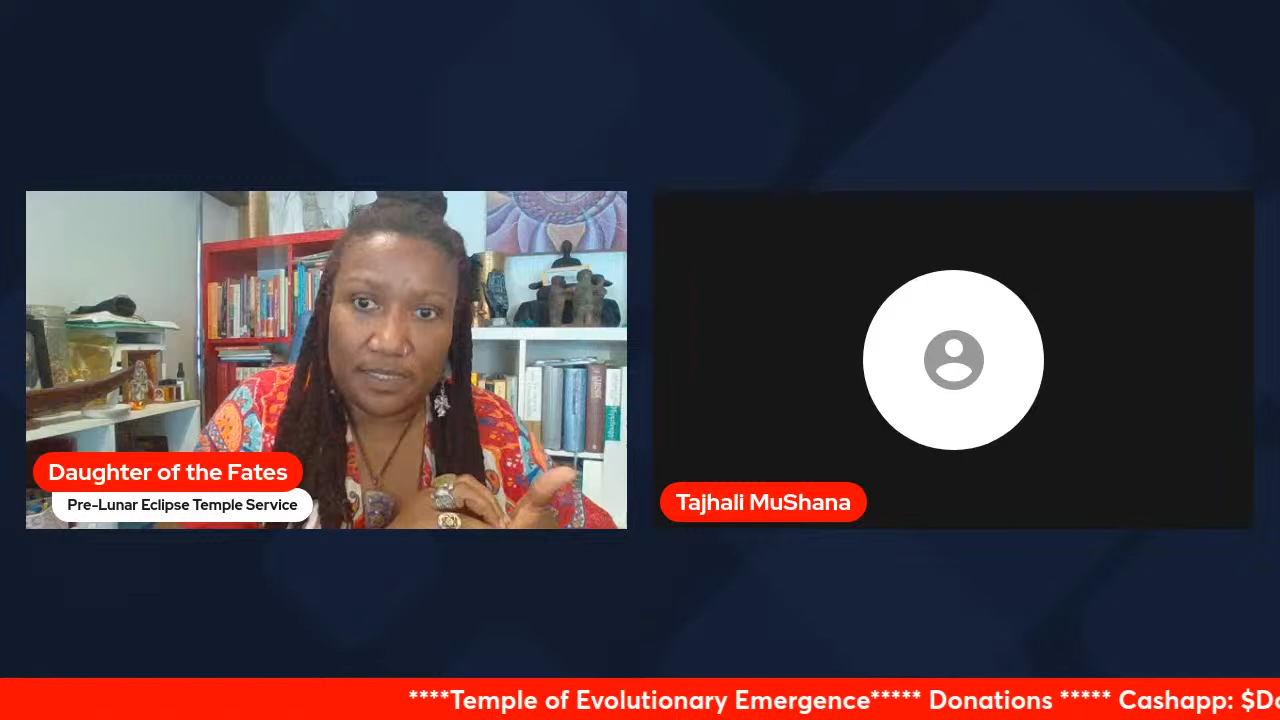 Daughter of the Fates
Pre-Lunar Eclipse Temple Service
Tajhali MuShana
****Temple of Evolutionary Emergence***** Donations ***** Cashapp: $D